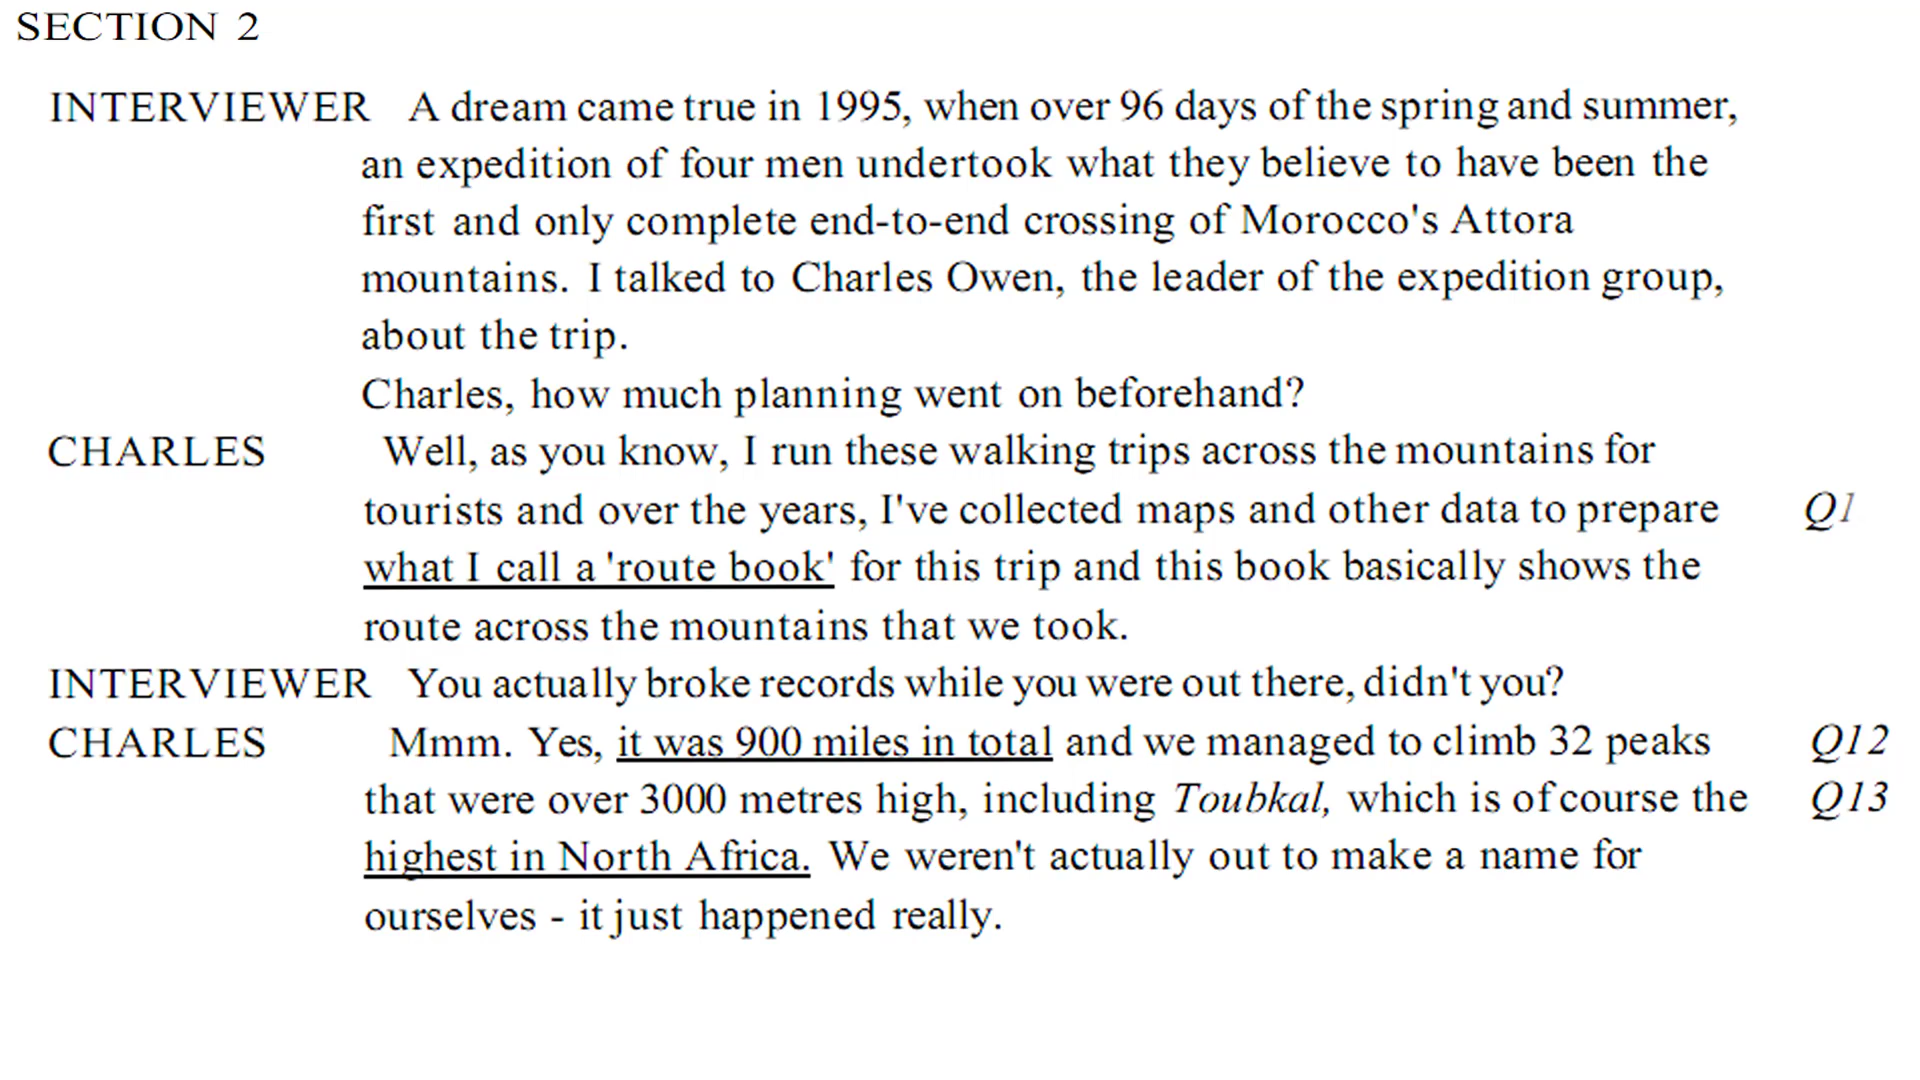 SECTION 2
INTERVIEWER A dream came true in 1995, when over 96 days of the spring and summer,
an expedition of four men undertook what they believe to have been the
first and only complete end-to-end crossing of Morocco's Attora
mountains. I talked to Charles Owen, the leader of the expedition group,
about the trip.
Charles, how much planning went on beforehand?
CHARLES Well, as you know, I run these walking trips across the mountains for
tourists and over the years, I've collected maps and other data to prepare Q1
what I call a 'route book' for this trip and this book basically shows the
route across the mountains that we took.
INTERVIEWER You actually broke records while you were out there, didn't you?
CHARLES Mmm. Yes, it was 900 miles in total and we managed to climb 32 peaks Q12
that were over 3000 metres high, including Toubkal, which is of course the Q13
highest in North Africa. We weren't actually out to make a name for
ourselves - it just happened really.